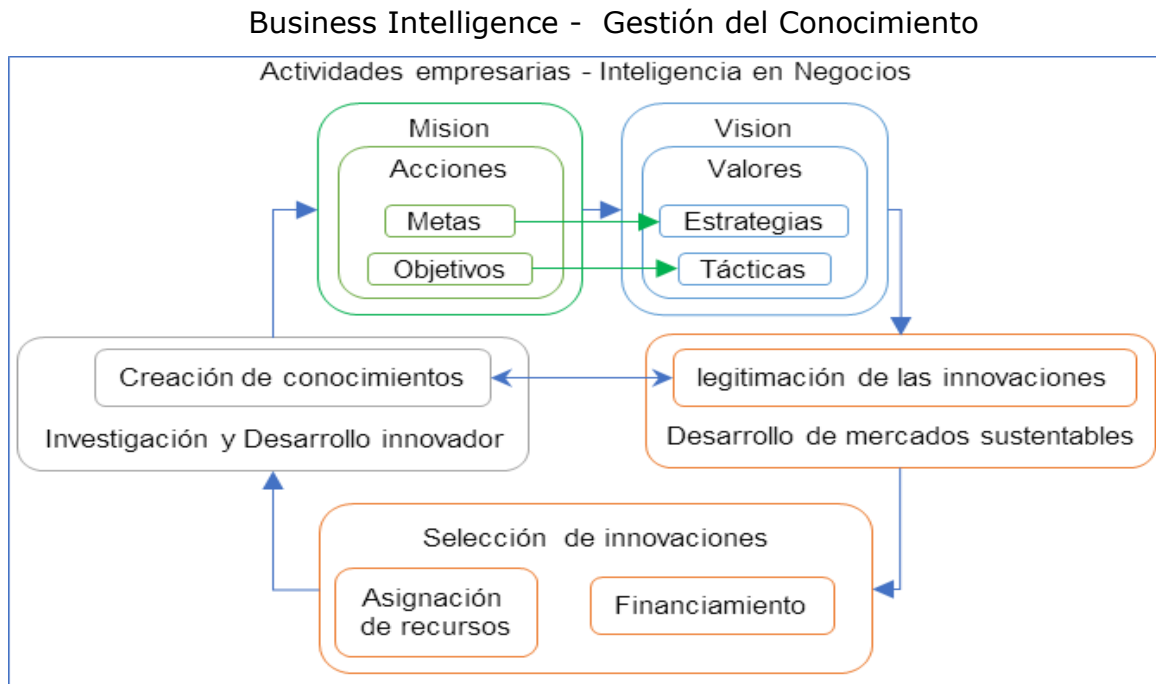 Business Intelligence - Gestión del Conocimiento
Actividades empresarias - Inteligencia en Negocios
Mision
Vision
Acciones
Valores
Metas
Estrategias
Objetivos
Tácticas
Creación de conocimientos
legitimación de las innovaciones
Investigación y Desarrollo innovador
Desarrollo de mercados sustentables
Selección de innovaciones
Asignación
de recursos
Financiamiento